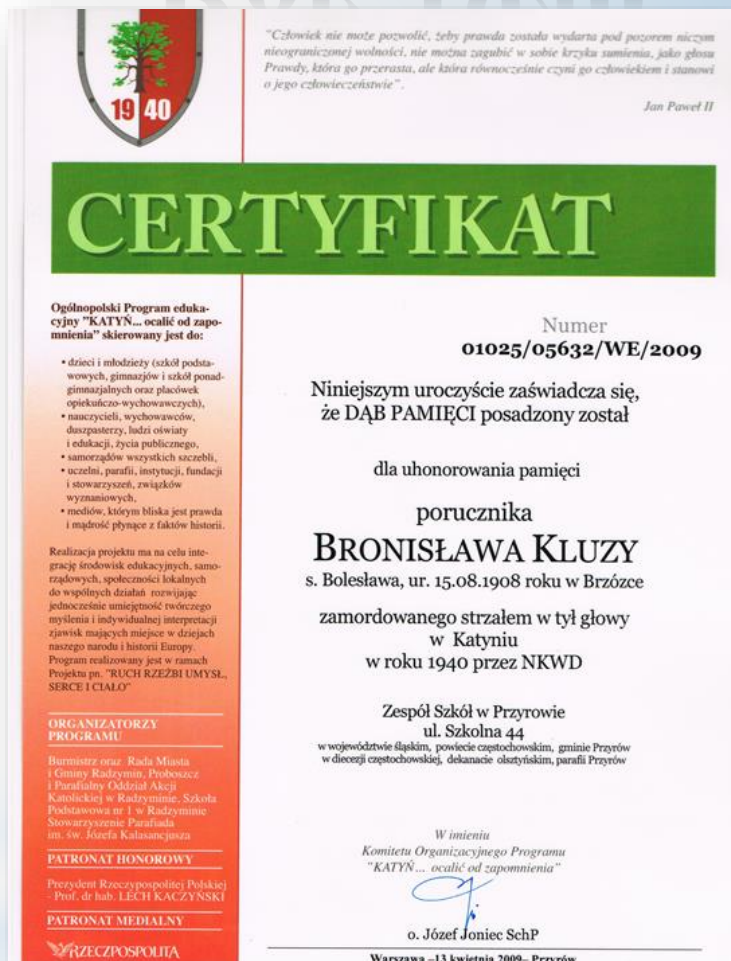 "Człowiek nie może pozwolić, żeby prawda została wydarta pod pozorem niczym
nieograniczonej wolności, nie można zagubić w sobie krzyku sumienia, jako głosu
Prawdy, która go przerasta, ale która równocześnie czyni go człowiekiem i stanowi
o jego człowieczeństwie".
Jan Paweł II
19 40
CERTYFIKAT
Ogólnopolski Program eduka-
cyjny "KATYŃ... ocalić od zapo-
mnienia" skierowany jest do:
• dzieci i młodzieży (szkół podsta-
wowych, gimnazjów i szkół ponad-
gimnazjalnych oraz placówek
opiekuńczo-wychowawczych),
• nauczycieli, wychowawców,
duszpasterzy, ludzi oświaty
i edukacji, życia publicznego,
• samorządów wszystkich szczebli,
• uczelni, parafii, instytucji, fundacji
i stowarzyszeń, związków
wyznaniowych,
• mediów, którym bliska jest prawda
i mądrość płynące z faktów historii.
Realizacja projektu ma na celu inte-
grację środowisk edukacyjnych, samo-
rządowych, społeczności lokalnych
do wspólnych działań rozwijając
jednocześnie umiejętność twórczego
myślenia i indywidualnej interpretacji
zjawisk mających miejsce w dziejach
naszego narodu i historii Europy.
Program realizowany jest w ramach
Projektu pn. "RUCH RZEŹBI UMYSŁ,
SERCE I CIAŁO"
ORGANIZATORZY
PROGRAMU
Burmistrz oraz Rada Miasta
i Gminy Radzymin, Proboszcz
i Parafialny Oddział Akcji
Katolickiej w Radzyminie, Szkoła
Podstawowa nr 1 w Radzyminie
Stowarzyszenie Parafiada
im. św. Józefa Kalasancjusza
PATRONAT HONOROWY
Prezydent Rzeczypospolitej Polskiej
- Prof. dr hab. LECH KACZYŃSKI
PATRONAT MEDIALNY
RZECZPOSPOLITA
Numer
01025/05632/WE/2009
Niniejszym uroczyście zaświadcza się,
że DĄB PAMIĘCI posadzony został
dla uhonorowania pamięci
porucznika
BRONISŁAWA KLUZY
s. Bolesława, ur. 15.08.1908 roku w Brzózce
zamordowanego strzałem w tył głowy
w Katyniu
w roku 1940 przez NKWD
Zespół Szkół w Przyrowie
ul. Szkolna 44
w województwie śląskim, powiecie częstochowskim, gminie Przyrów
w diecezji częstochowskiej, dekanacie olsztyńskim, parafii Przyrów
W imieniu
Komitetu Organizacyjnego Programu
"KATYŃ... ocalić od zapomnienia"
o. Józef Joniec SchP
Warszawa –13 kwietnia 2009– Przyrów